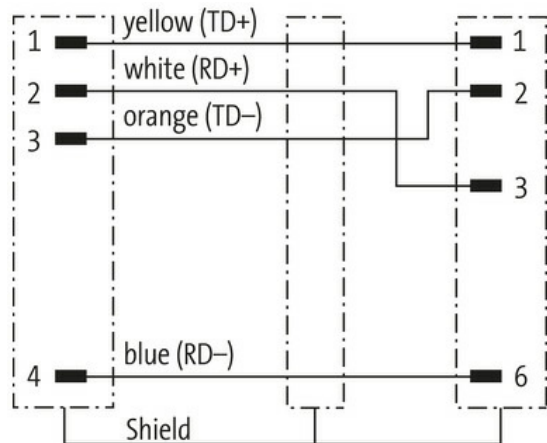 yellow (TD+)
1 1
white (RD+)
2 2
orange (TD–)
3
3
blue (RD–)
4 6
Shield